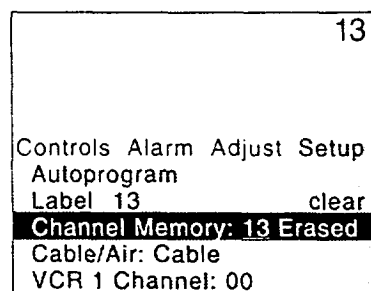 13
Controls Alarm Adjust Setup
Autoprogram
Label 13 clear
Channel Memory: 13 Erased
Cable/Air: Cable
VCR 1 Channel: 00